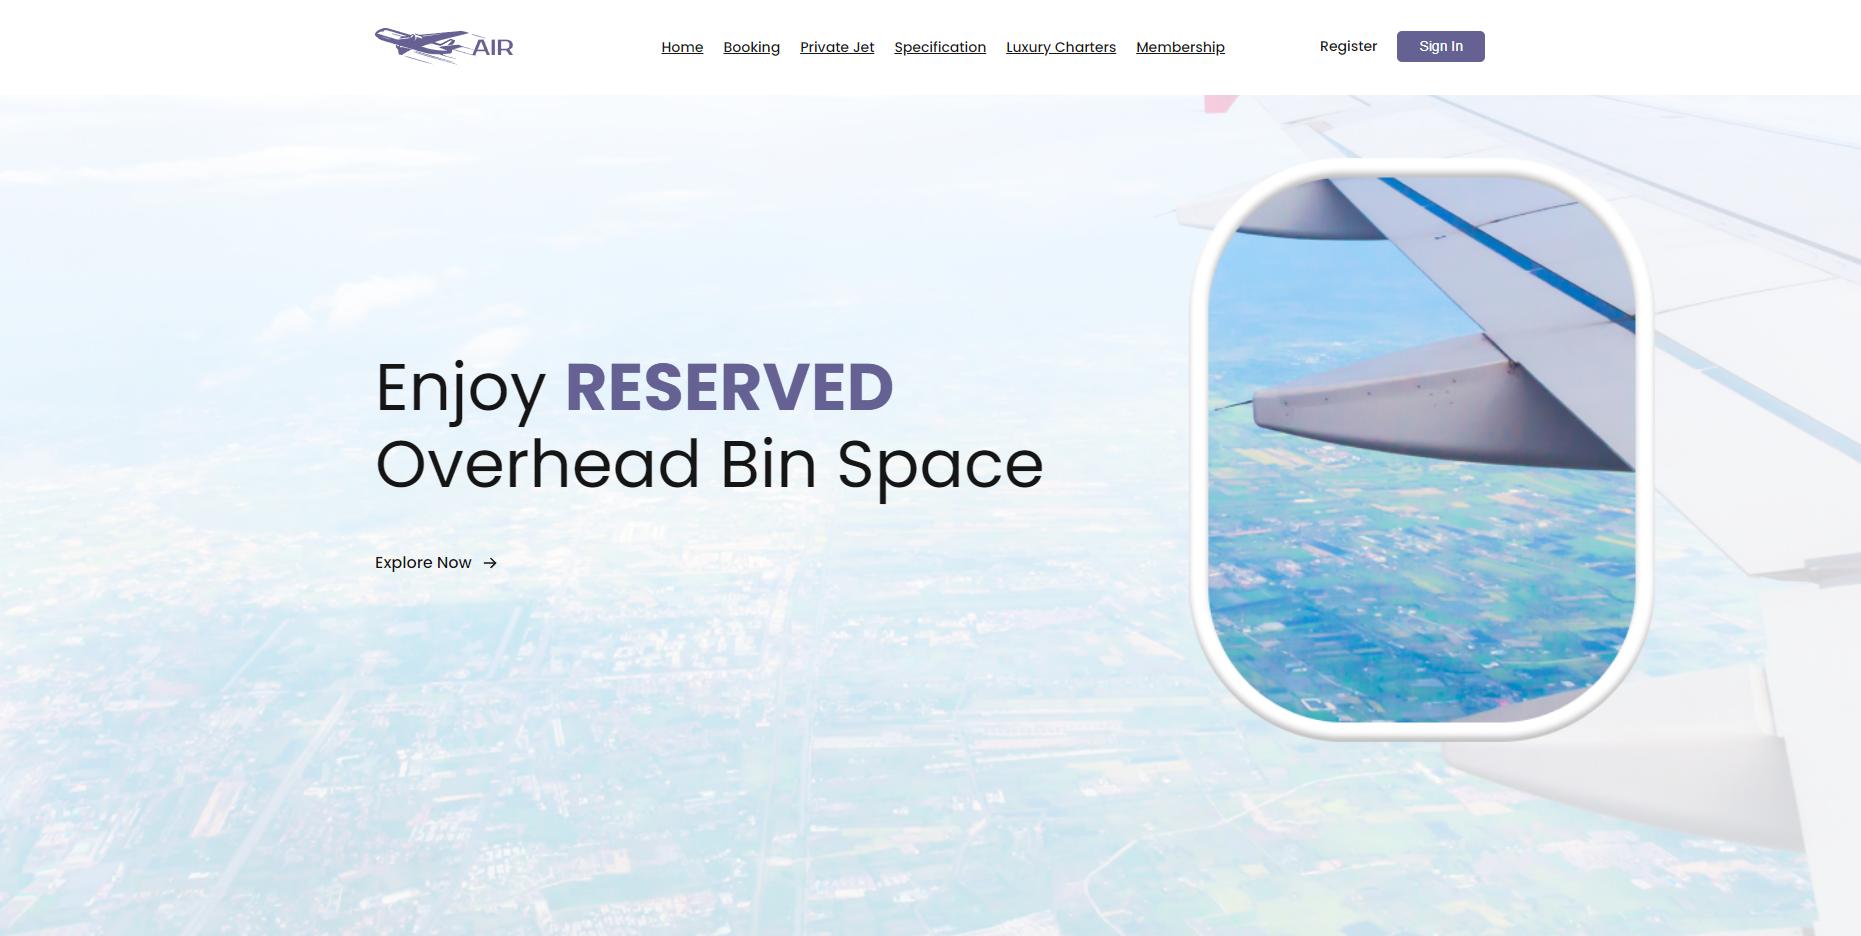 AIR
Home Booking Private Jet Specification Luxury Charters Membership
Register Sign In
Enjoy RESERVED
Overhead Bin Space
Explore Now →